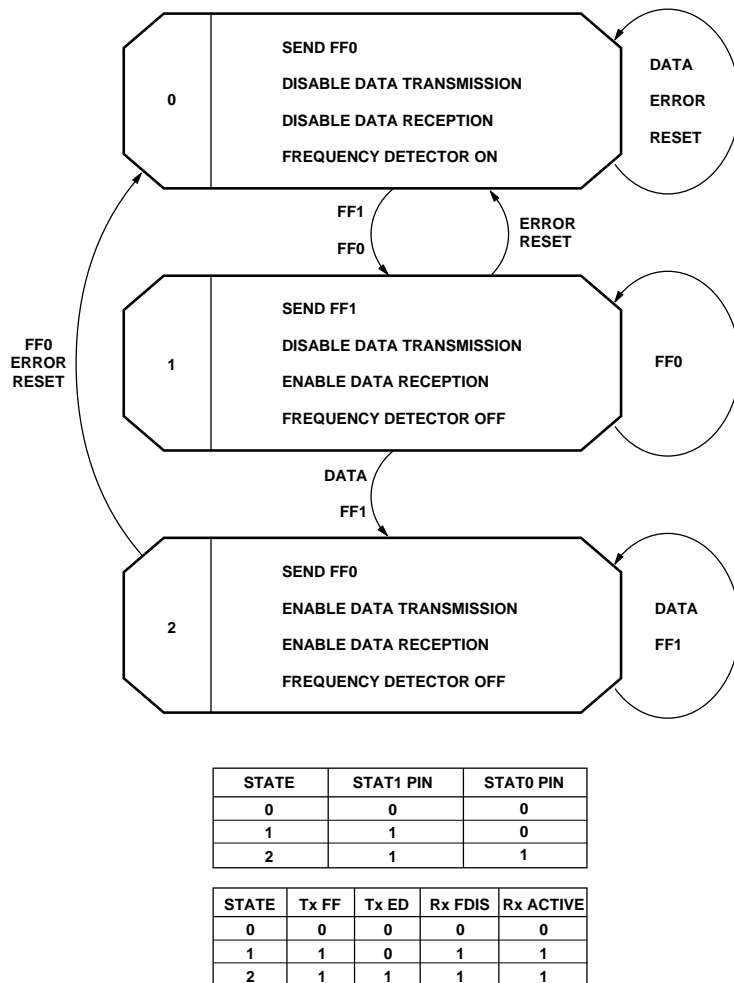 SEND FF0
DISABLE DATA TRANSMISSION
DISABLE DATA RECEPTION
FREQUENCY DETECTOR ON
0
DATA
ERROR
RESET
FF1
FF0
ERROR
RESET
SEND FF1
DISABLE DATA TRANSMISSION
ENABLE DATA RECEPTION
FREQUENCY DETECTOR OFF
1
FF0
FF0
ERROR
RESET
DATA
FF1
SEND FF0
ENABLE DATA TRANSMISSION
ENABLE DATA RECEPTION
FREQUENCY DETECTOR OFF
2
DATA
FF1
STATE STAT1 PIN STAT0 PIN
0 0 0
1 1 0
2 1 1
STATE Tx FF Tx ED Rx FDIS Rx ACTIVE
0 0 0 0 0
1 1 0 1 1
2 1 1 1 1